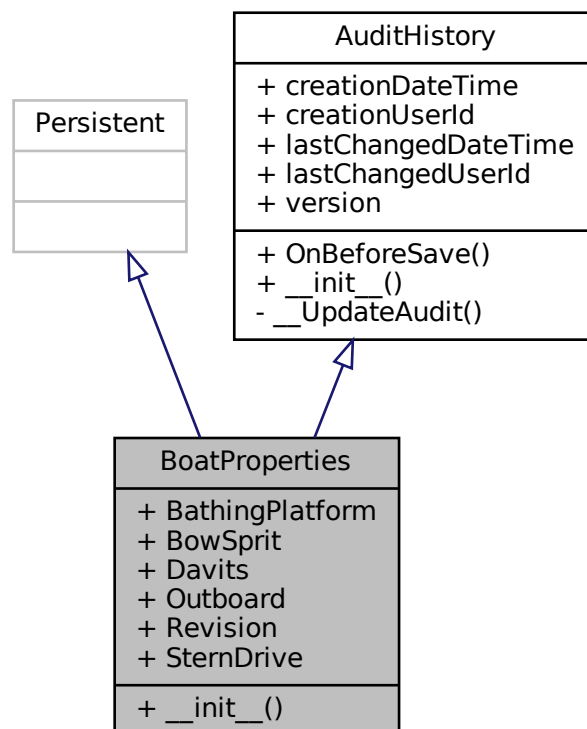 AuditHistory
+ creationDateTime
+ creationUserId
+ lastChangedDateTime
+ lastChangedUserId
+ version
+ OnBeforeSave()
+ __init__()
- __UpdateAudit()
Persistent
BoatProperties
+ BathingPlatform
+ BowSprit
+ Davits
+ Outboard
+ Revision
+ SternDrive
+ __init__()